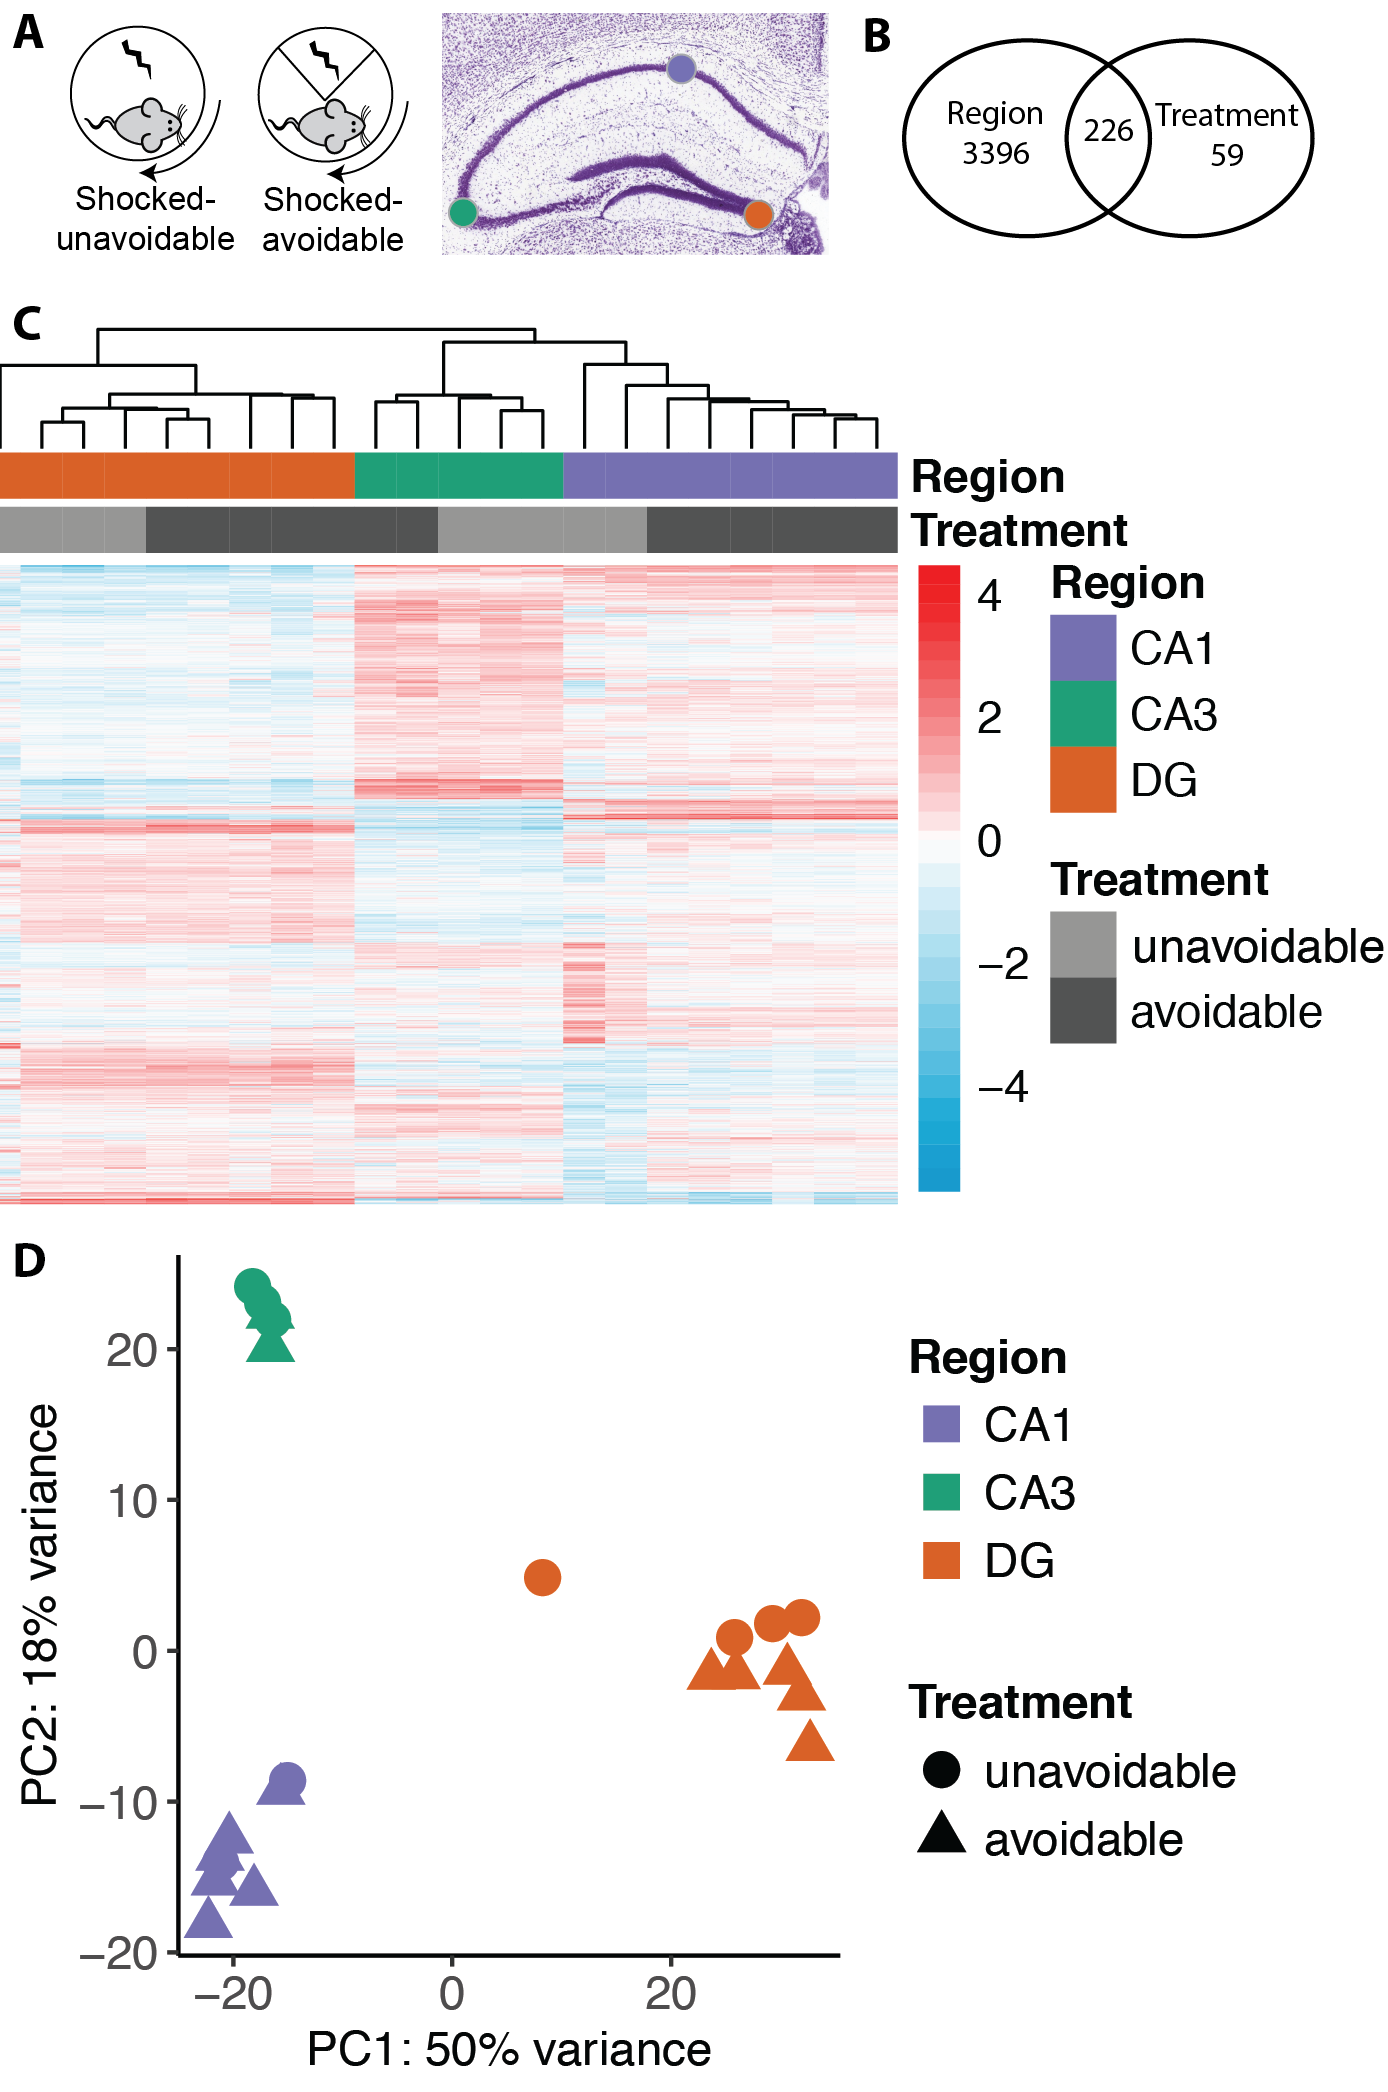 A
Shocked-
unavoidable
Shocked-
avoidable
B
Region
3396
226
Treatment
59
C
Region
Treatment
4
2
0
−2
−4
Region
CA1
CA3
DG
Treatment
unavoidable
avoidable
D
PC2: 18% variance
20
10
0
−10
−20
−20
0
20
PC1: 50% variance
Region
CA1
CA3
DG
Treatment
unavoidable
avoidable